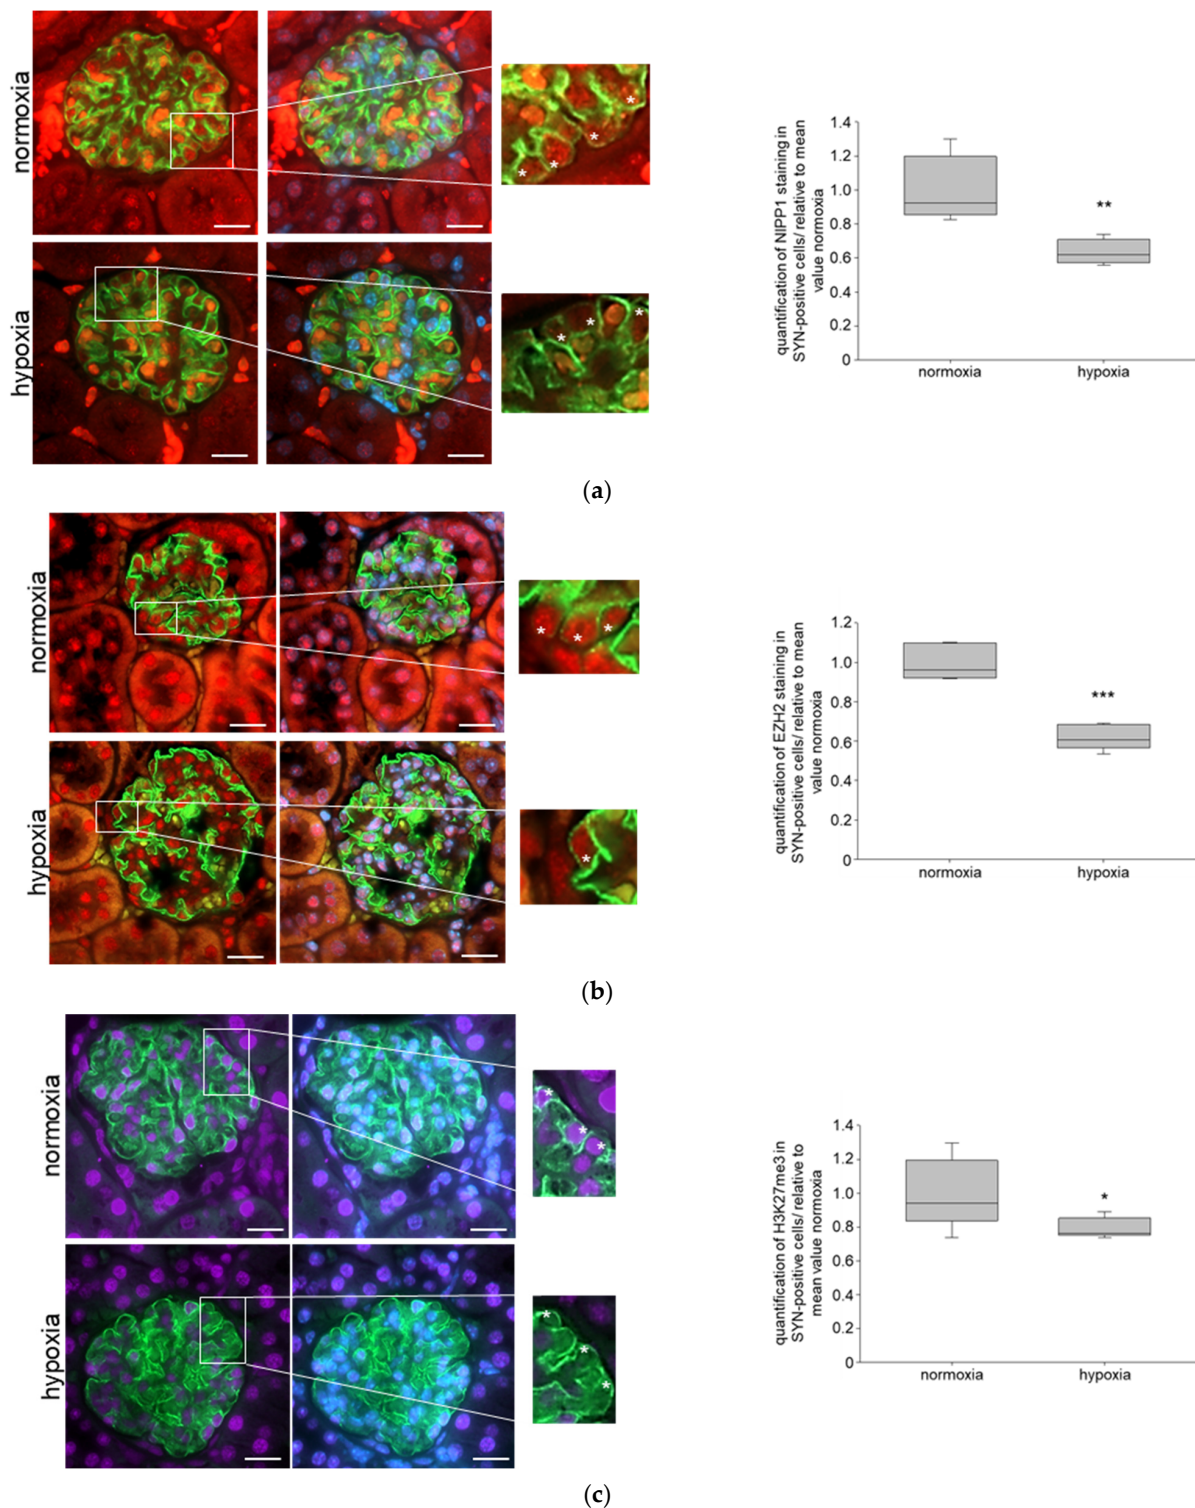 normoxia
hypoxia
*
*
*
*
*
*
*
quantification of NIPP1 staining in
SYN-positive cells/ relative to mean
value normoxia
1.4
1.2
1.0
0.8
0.6
0.4
0.2
0
**
normoxia
hypoxia
(a)
normoxia
hypoxia
*
*
*
*
quantification of EZH2 staining in
SYN-positive cells/ relative to mean
value normoxia
1.2
1.0
0.8
0.6
0.4
0.2
0
***
normoxia
hypoxia
(b)
normoxia
hypoxia
*
*
*
*
*
*
quantification of H3K27me3 in
SYN-positive cells/ relative to
mean value normoxia
1.4
1.2
1.0
0.8
0.6
0.4
0.2
0
*
normoxia
hypoxia
(c)